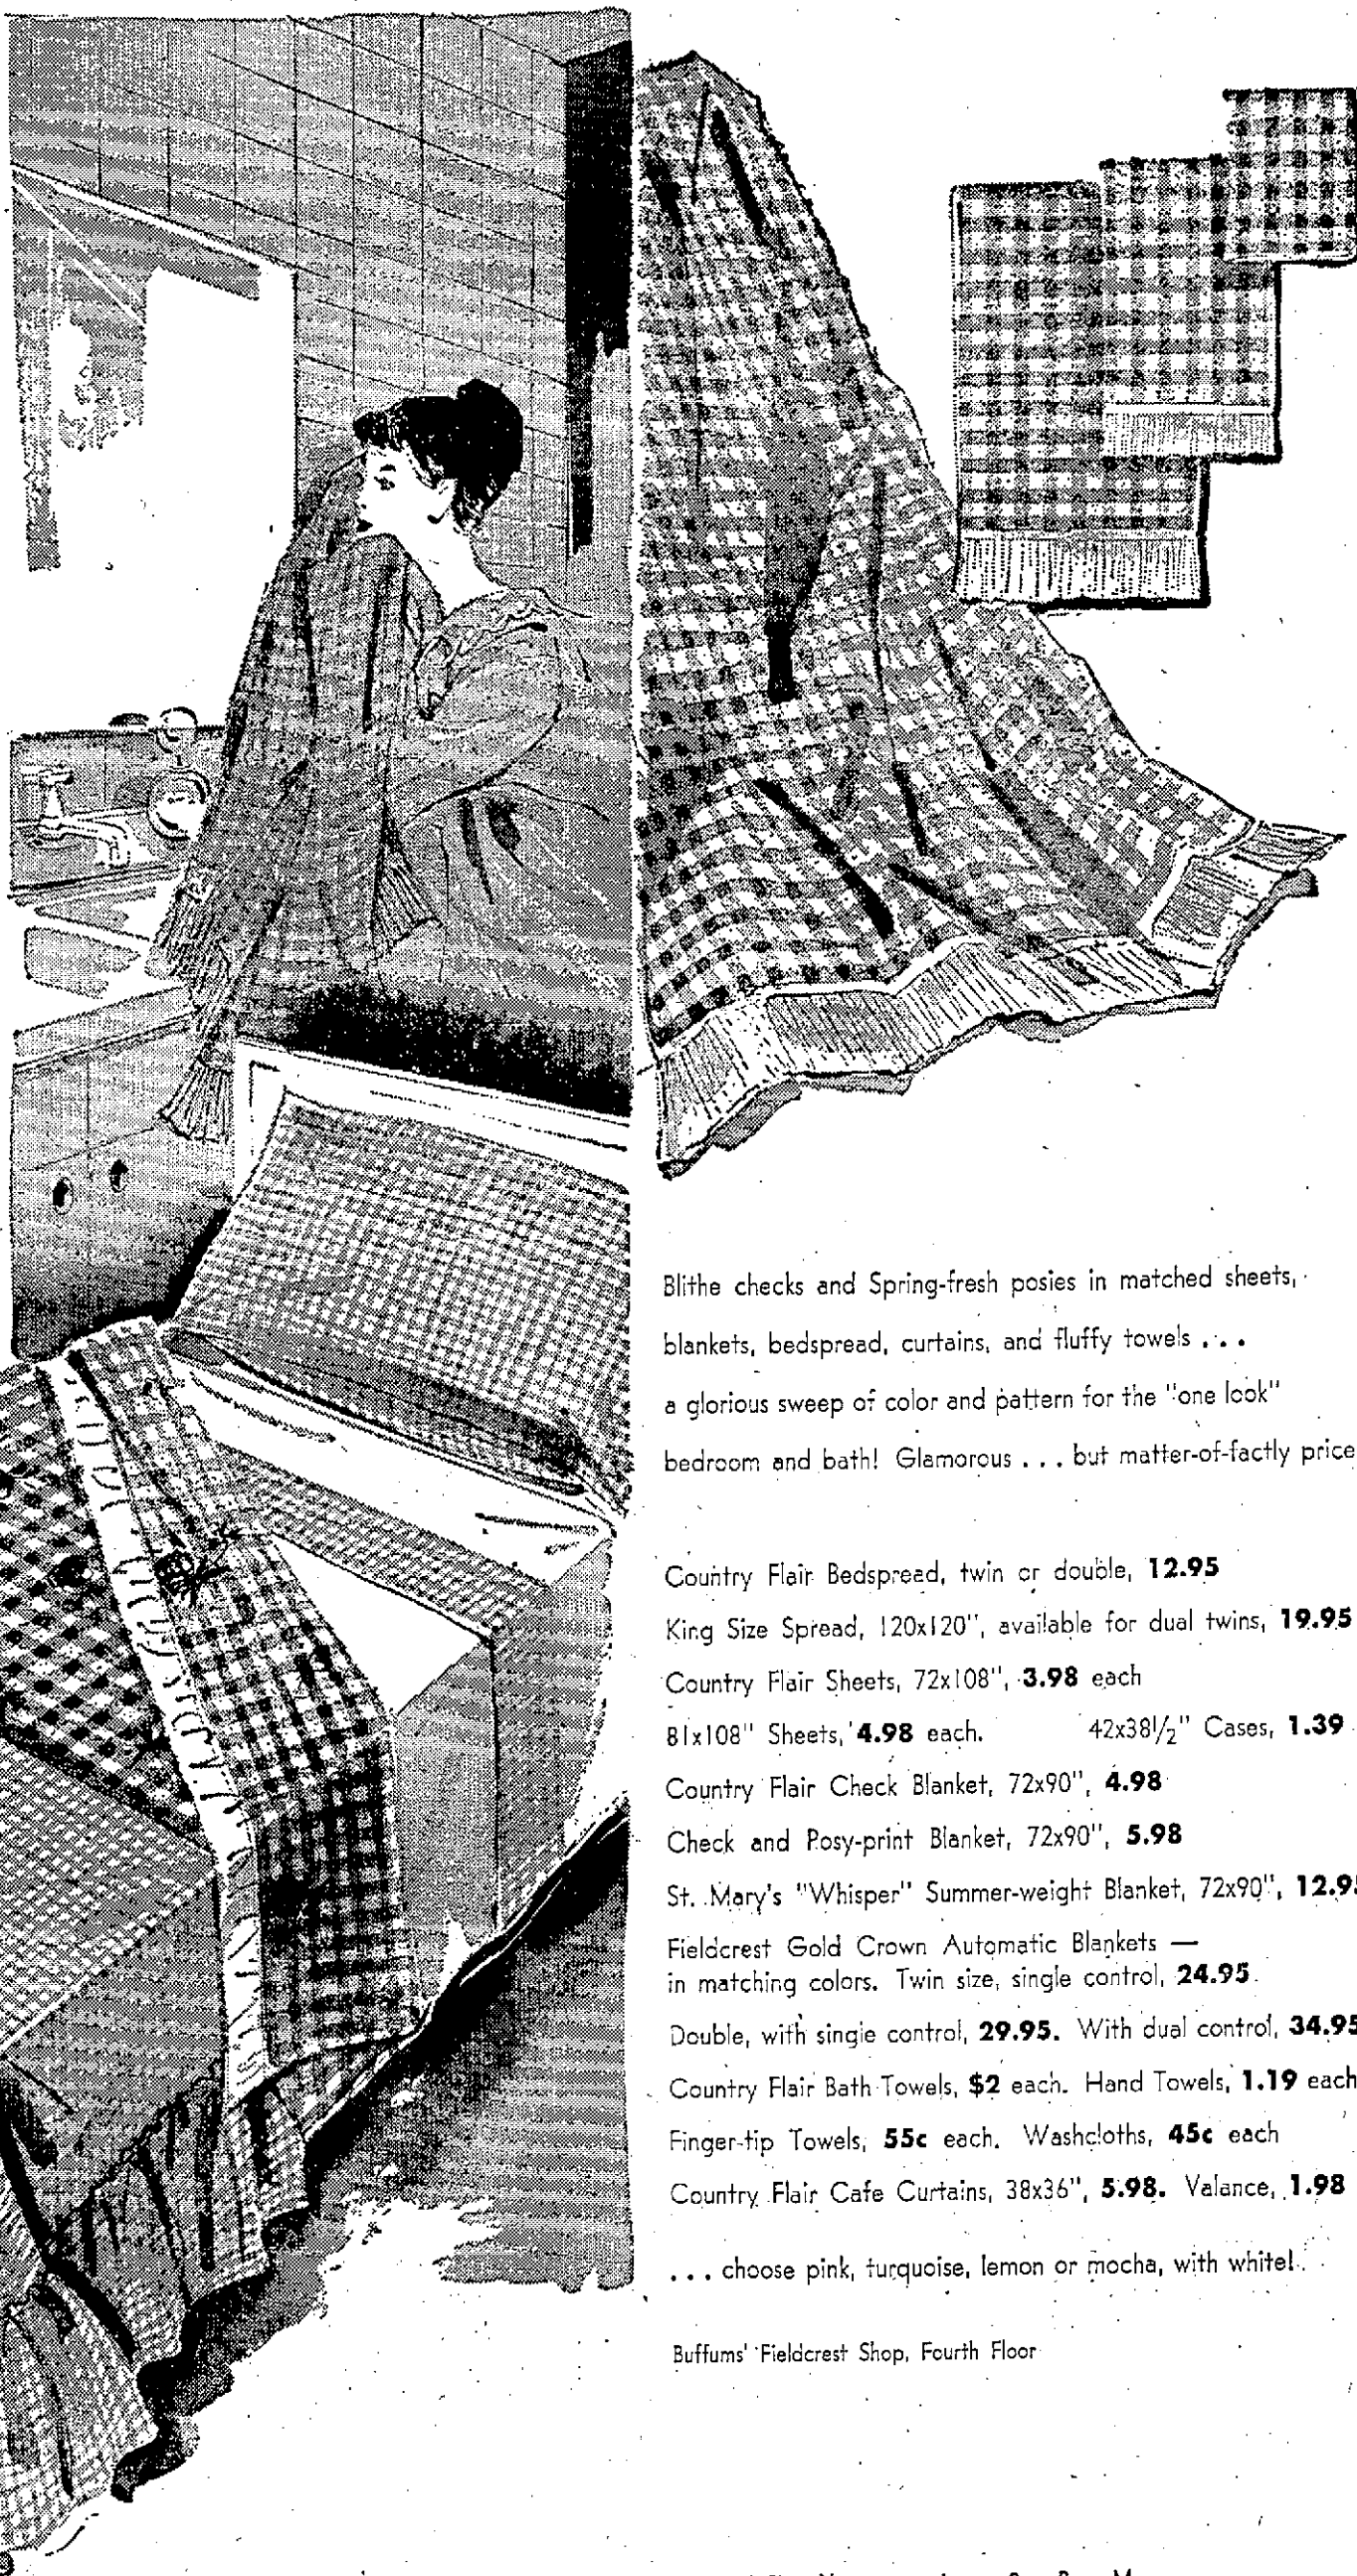 Blithe checks and Spring-fresh posies in matched sheets,
blankets, bedspread, curtains, and fluffy towels . . .
a glorious sweep of color and pattern for the "one look"
bedroom and bath! Glamorous . . . but matter-of-factly price
Country Flair Bedspread, twin or double, 12.95
King Size Spread, 120x120", available for dual twins, 19.95
Country Flair Sheets, 72x108", 3.98 each
81x108" Sheets, 4.98 each. 42x38½" Cases, 1.39
Country Flair Check Blanket, 72x90", 4.98
Check and Posy-print Blanket, 72x90", 5.98
St. Mary's "Whisper" Summer-weight Blanket, 72x90", 12.95
Fieldcrest Gold Crown Automatic Blankets —
in matching colors. Twin size, single control, 24.95
Double, with single control, 29.95. With dual control, 34.95
Country Flair Bath Towels, $2 each. Hand Towels, 1.19 each
Finger-tip Towels, 55c each. Washcloths, 45c each
Country Flair Cafe Curtains, 38x36", 5.98. Valance, 1.98
. . . choose pink, turquoise, lemon or mocha, with white!
Buffums' Fieldcrest Shop, Fourth Floor